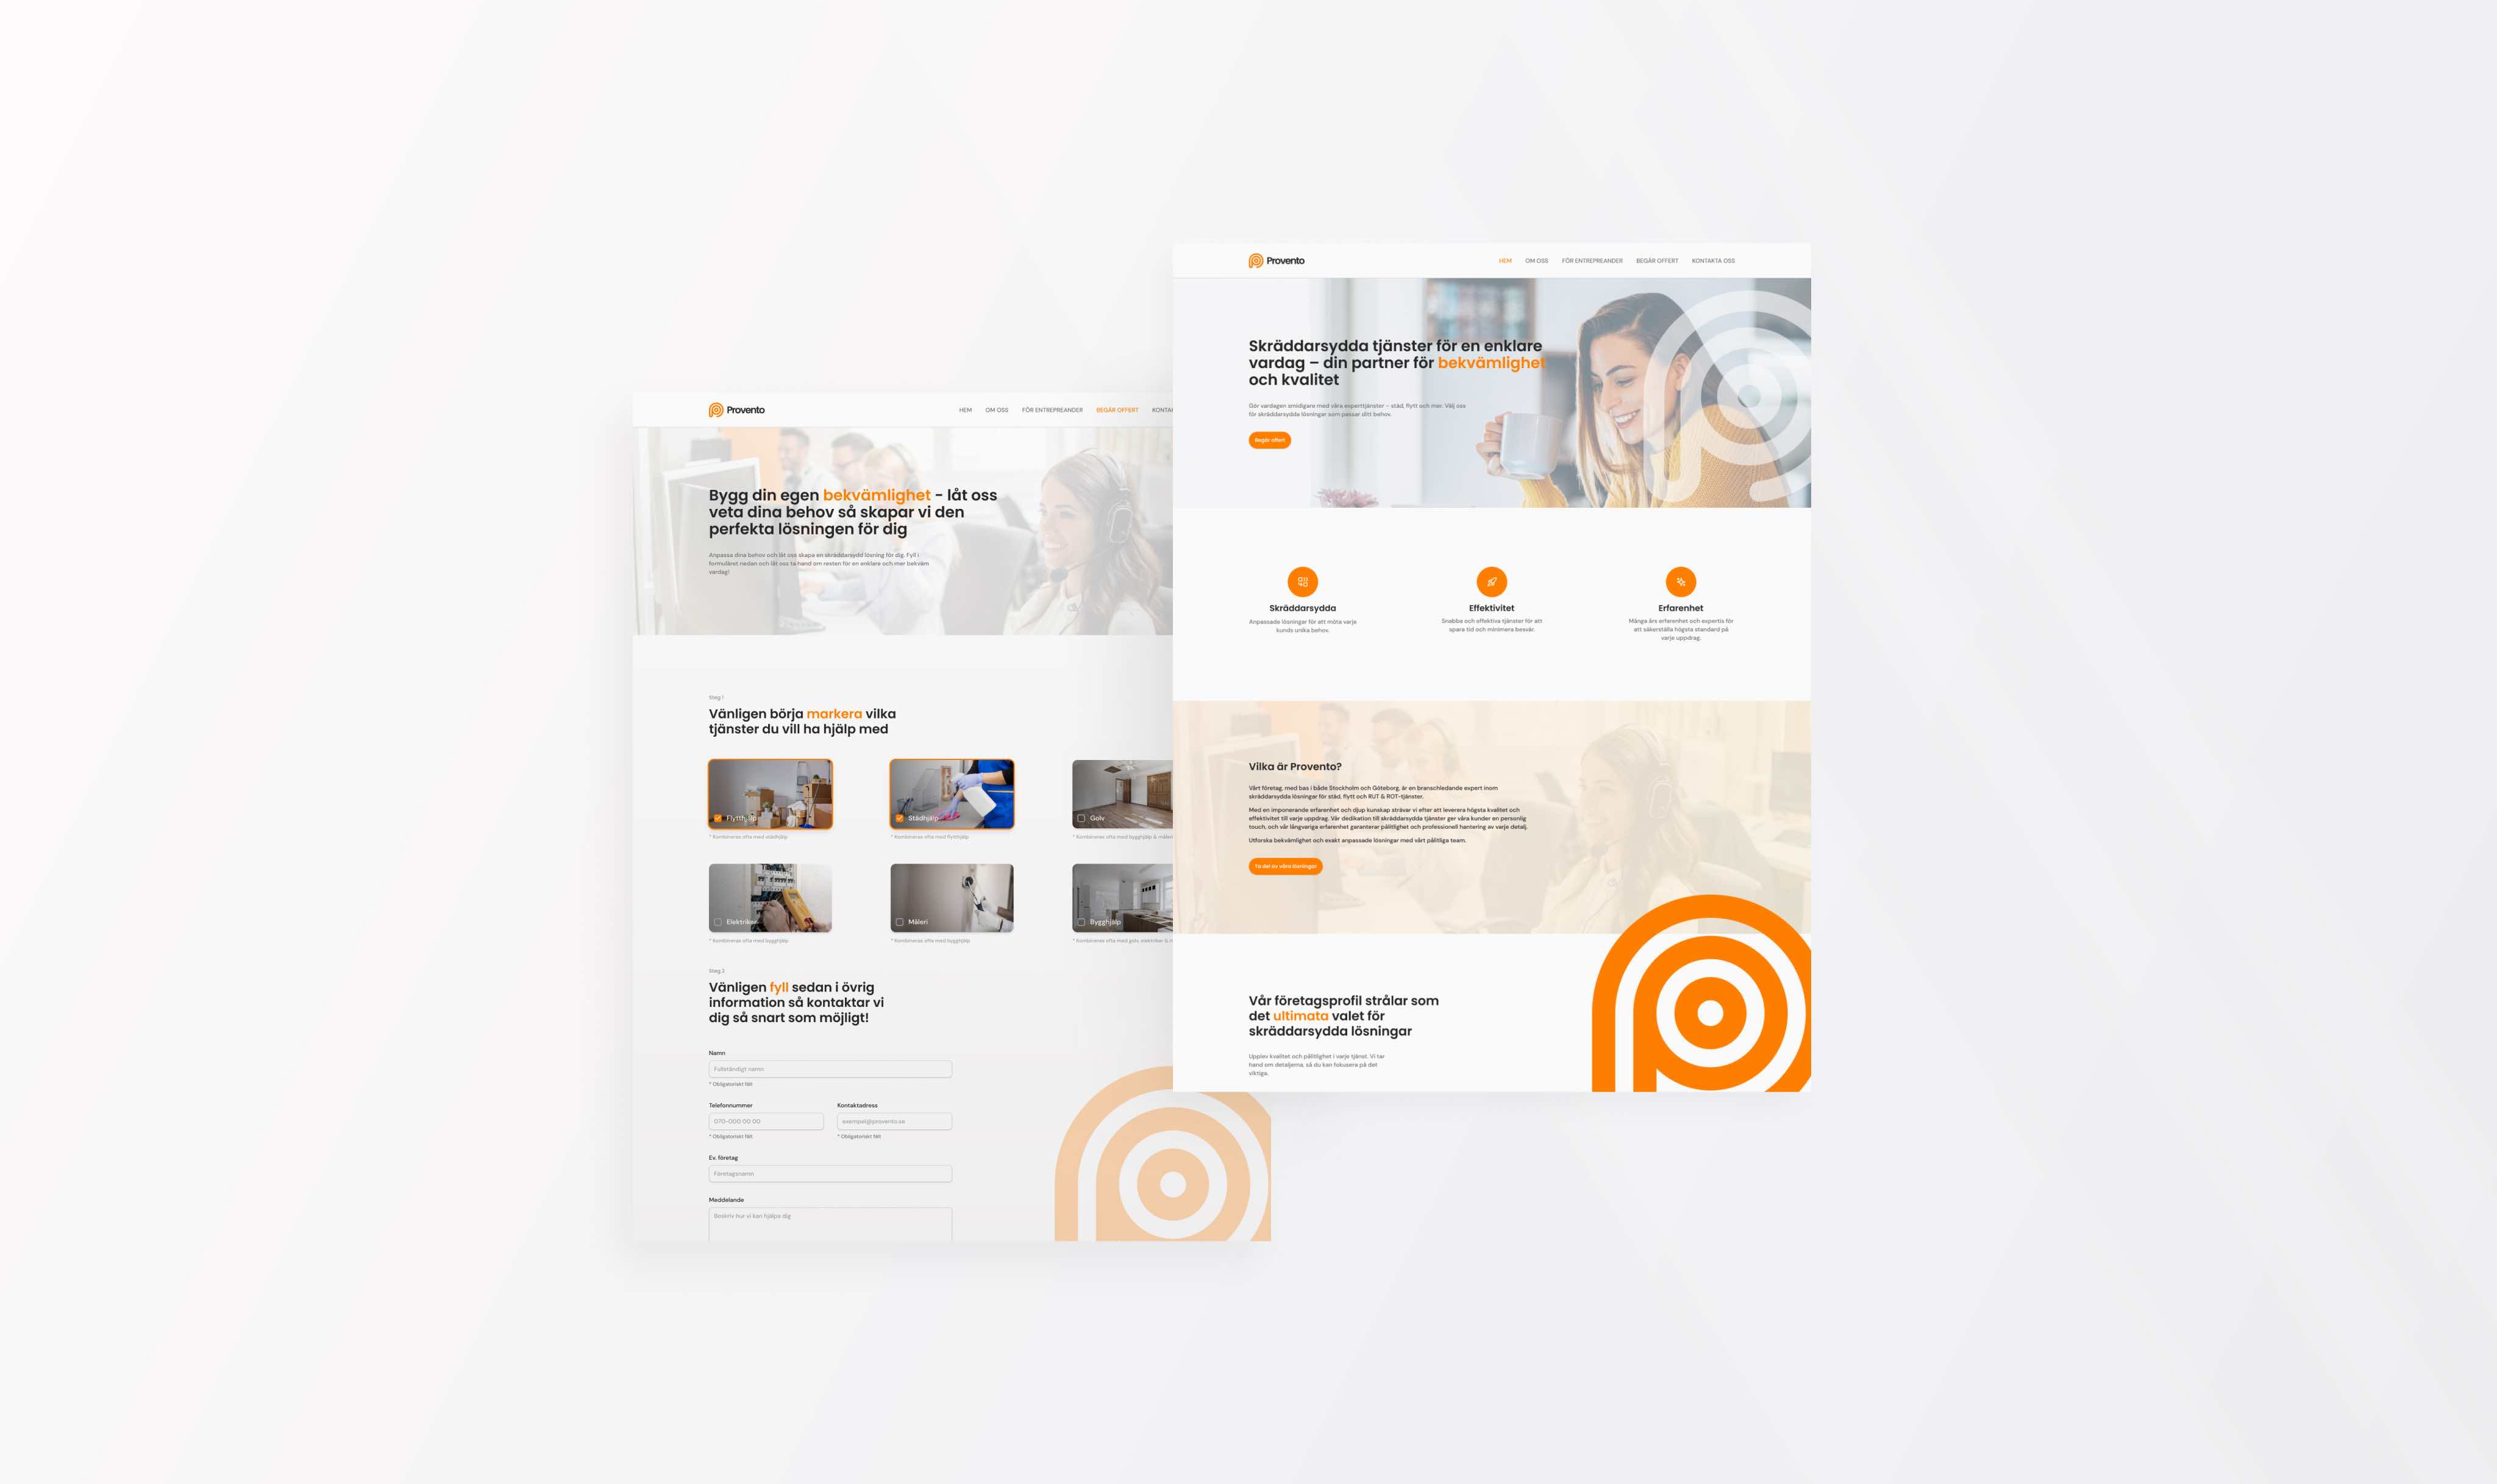 Provento
HEM
OM OSS
FÖR ENTREPREANDER
BEGÄR OFFERT
Bygg din egen bekvämlighet - låt oss
veta dina behov så skapar vi den
perfekta lösningen för dig
Anpassa dina behov och låt oss skapa en skräddarsydd lösning för dig. Fyll i
formuläret nedan och låt oss ta hand om resten för en enklare och mer bekväm
vardag!
Steg 1
Vänligen börja markera vilka
tjänster du vill ha hjälp med
Flytthjälp
Städhjälp
Golv
* Kombineras ofta med städhjälp
* Kombineras ofta med flytthjälp
* Kombineras ofta med bygghjälp &
Elektriker
Måleri
Bygghjälp
* Kombineras ofta med bygghjälp
* Kombineras ofta med bygghjälp
* Kombineras ofta med golv, elektriker &
Steg 2
Vänligen fyll sedan i övrig
information så kontaktar vi
dig så snart som möjligt!
Namn
Fullständigt namn
* Obligatoriskt fält
Telefonnummer
Kontaktadress
070-000 00 00
exempel@provento.se
* Obligatoriskt fält
* Obligatoriskt fält
Ev. företag
Företagsnamn
Meddelande
Beskriv hur vi kan hjälpa dig
Provento
HEM
OM OSS
FÖR ENTREPREANDER
BEGÄR OFFERT
KONTAKTA OSS
Skräddarsydda tjänster för en enklare
vardag – din partner för bekvämlighet
och kvalitet
Gör vardagen smidigare med våra experttjänster – städ, flytt och mer. Välj oss
för skräddarsydda lösningar som passar ditt behov.
Begär offert
Skräddarsydda
Anpassade lösningar för att möta varje
kunds unika behov.
Effektivitet
Snabba och effektiva tjänster för att
spara tid och minimera besvär.
Erfarenhet
Många års erfarenhet och expertis för
att säkerställa högsta standard på
varje uppdrag.
Vilka är Provento?
Vårt företag, med bas i både Stockholm och Göteborg, är en branschledande expert inom
skräddarsydda lösningar för städ, flytt och RUT & ROT-tjänster.
Med en imponerande erfarenhet och djup kunskap strävar vi efter att leverera högsta kvalitet och
effektivitet till varje uppdrag. Vår dedikation till skräddarsydda tjänster ger våra kunder en personlig
touch, och vår långvariga erfarenhet garanterar pålitlighet och professionell hantering av varje detalj.
Utforska bekvämlighet och exakt anpassade lösningar med vårt pålitliga team.
Ta del av våra lösningar
Vår företagsprofil strålar som
det ultimata valet för
skräddarsydda lösningar
Upplev kvalitet och pålitlighet i varje tjänst. Vi tar
hand om detaljerna, så du kan fokusera på det
viktiga.